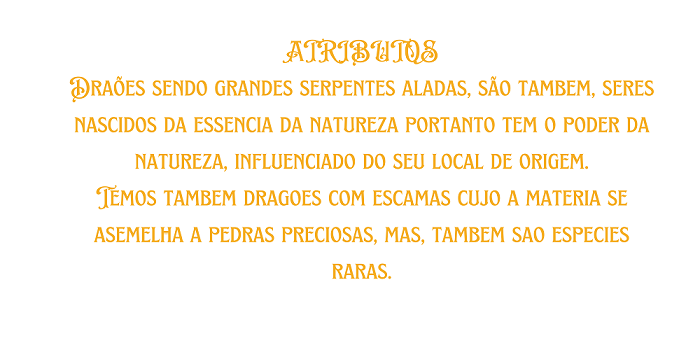 ATRIBUTOS
DRAÕES SENDO GRANDES SERPENTES ALADAS, SÃO TAMBEM, SERES
NASCIDOS DA ESSENCIA DA NATUREZA PORTANTO TEM O PODER DA
NATUREZA, INFLUENCIADO DO SEU LOCAL DE ORIGEM.
TEMOS TAMBEM DRAGOES COM ESCAMAS CUJO A MATERIA SE
ASEMELHA A PEDRAS PRECIOSAS, MAS, TAMBEM SAO ESPECIES
RARAS.